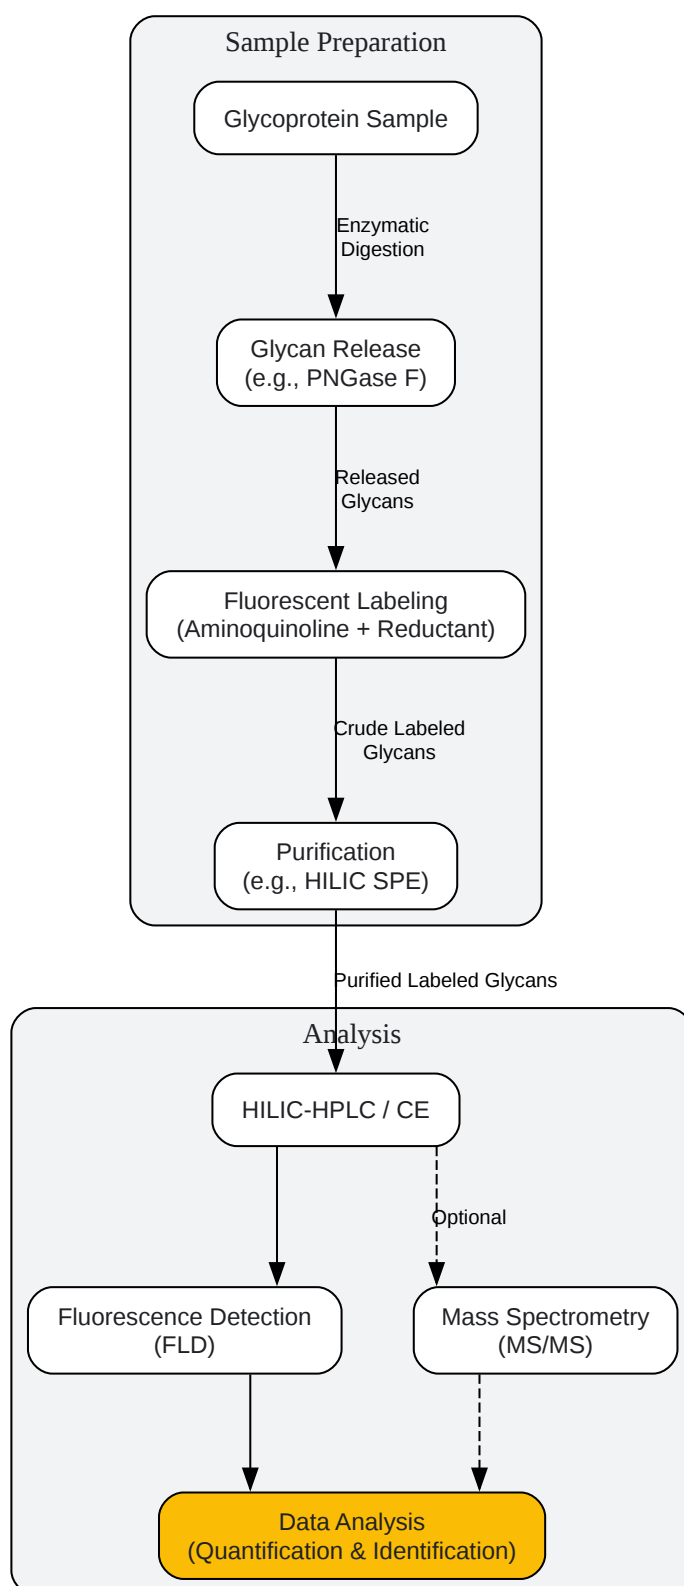 Sample Preparation
Glycoprotein Sample
Enzymatic
Digestion
Glycan Release
(e.g., PNGase F)
Released
Glycans
Fluorescent Labeling
(Aminoquinoline + Reductant)
Crude Labeled
Glycans
Purification
(e.g., HILIC SPE)
Purified Labeled Glycans
Analysis
HILIC-HPLC / CE
Optional
Fluorescence Detection
(FLD)
Mass Spectrometry
(MS/MS)
Data Analysis
(Quantification & Identification)